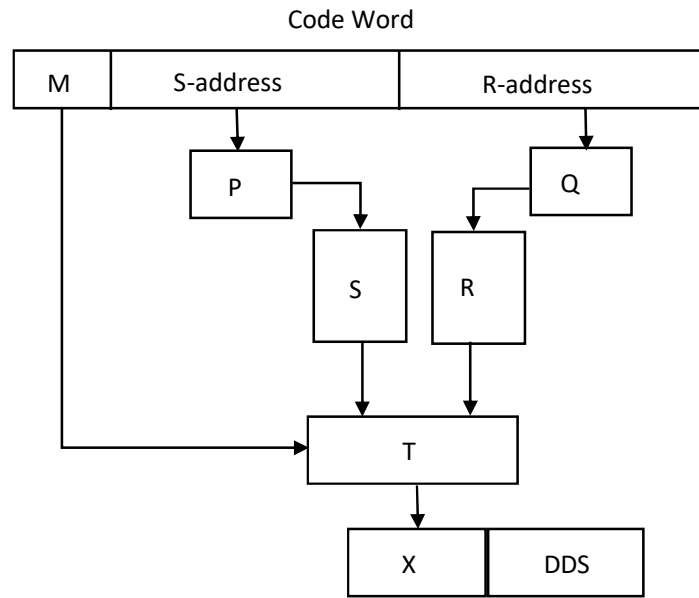 Code Word
M S-address R-address
P Q
S R
T
X DDS